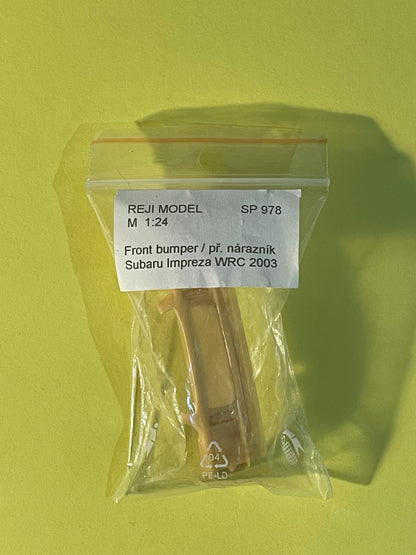 REJI MODEL SP 978
M 1:24
Front bumper / př. nárazník
Subaru Impreza WRC 2003
04
PE-LD